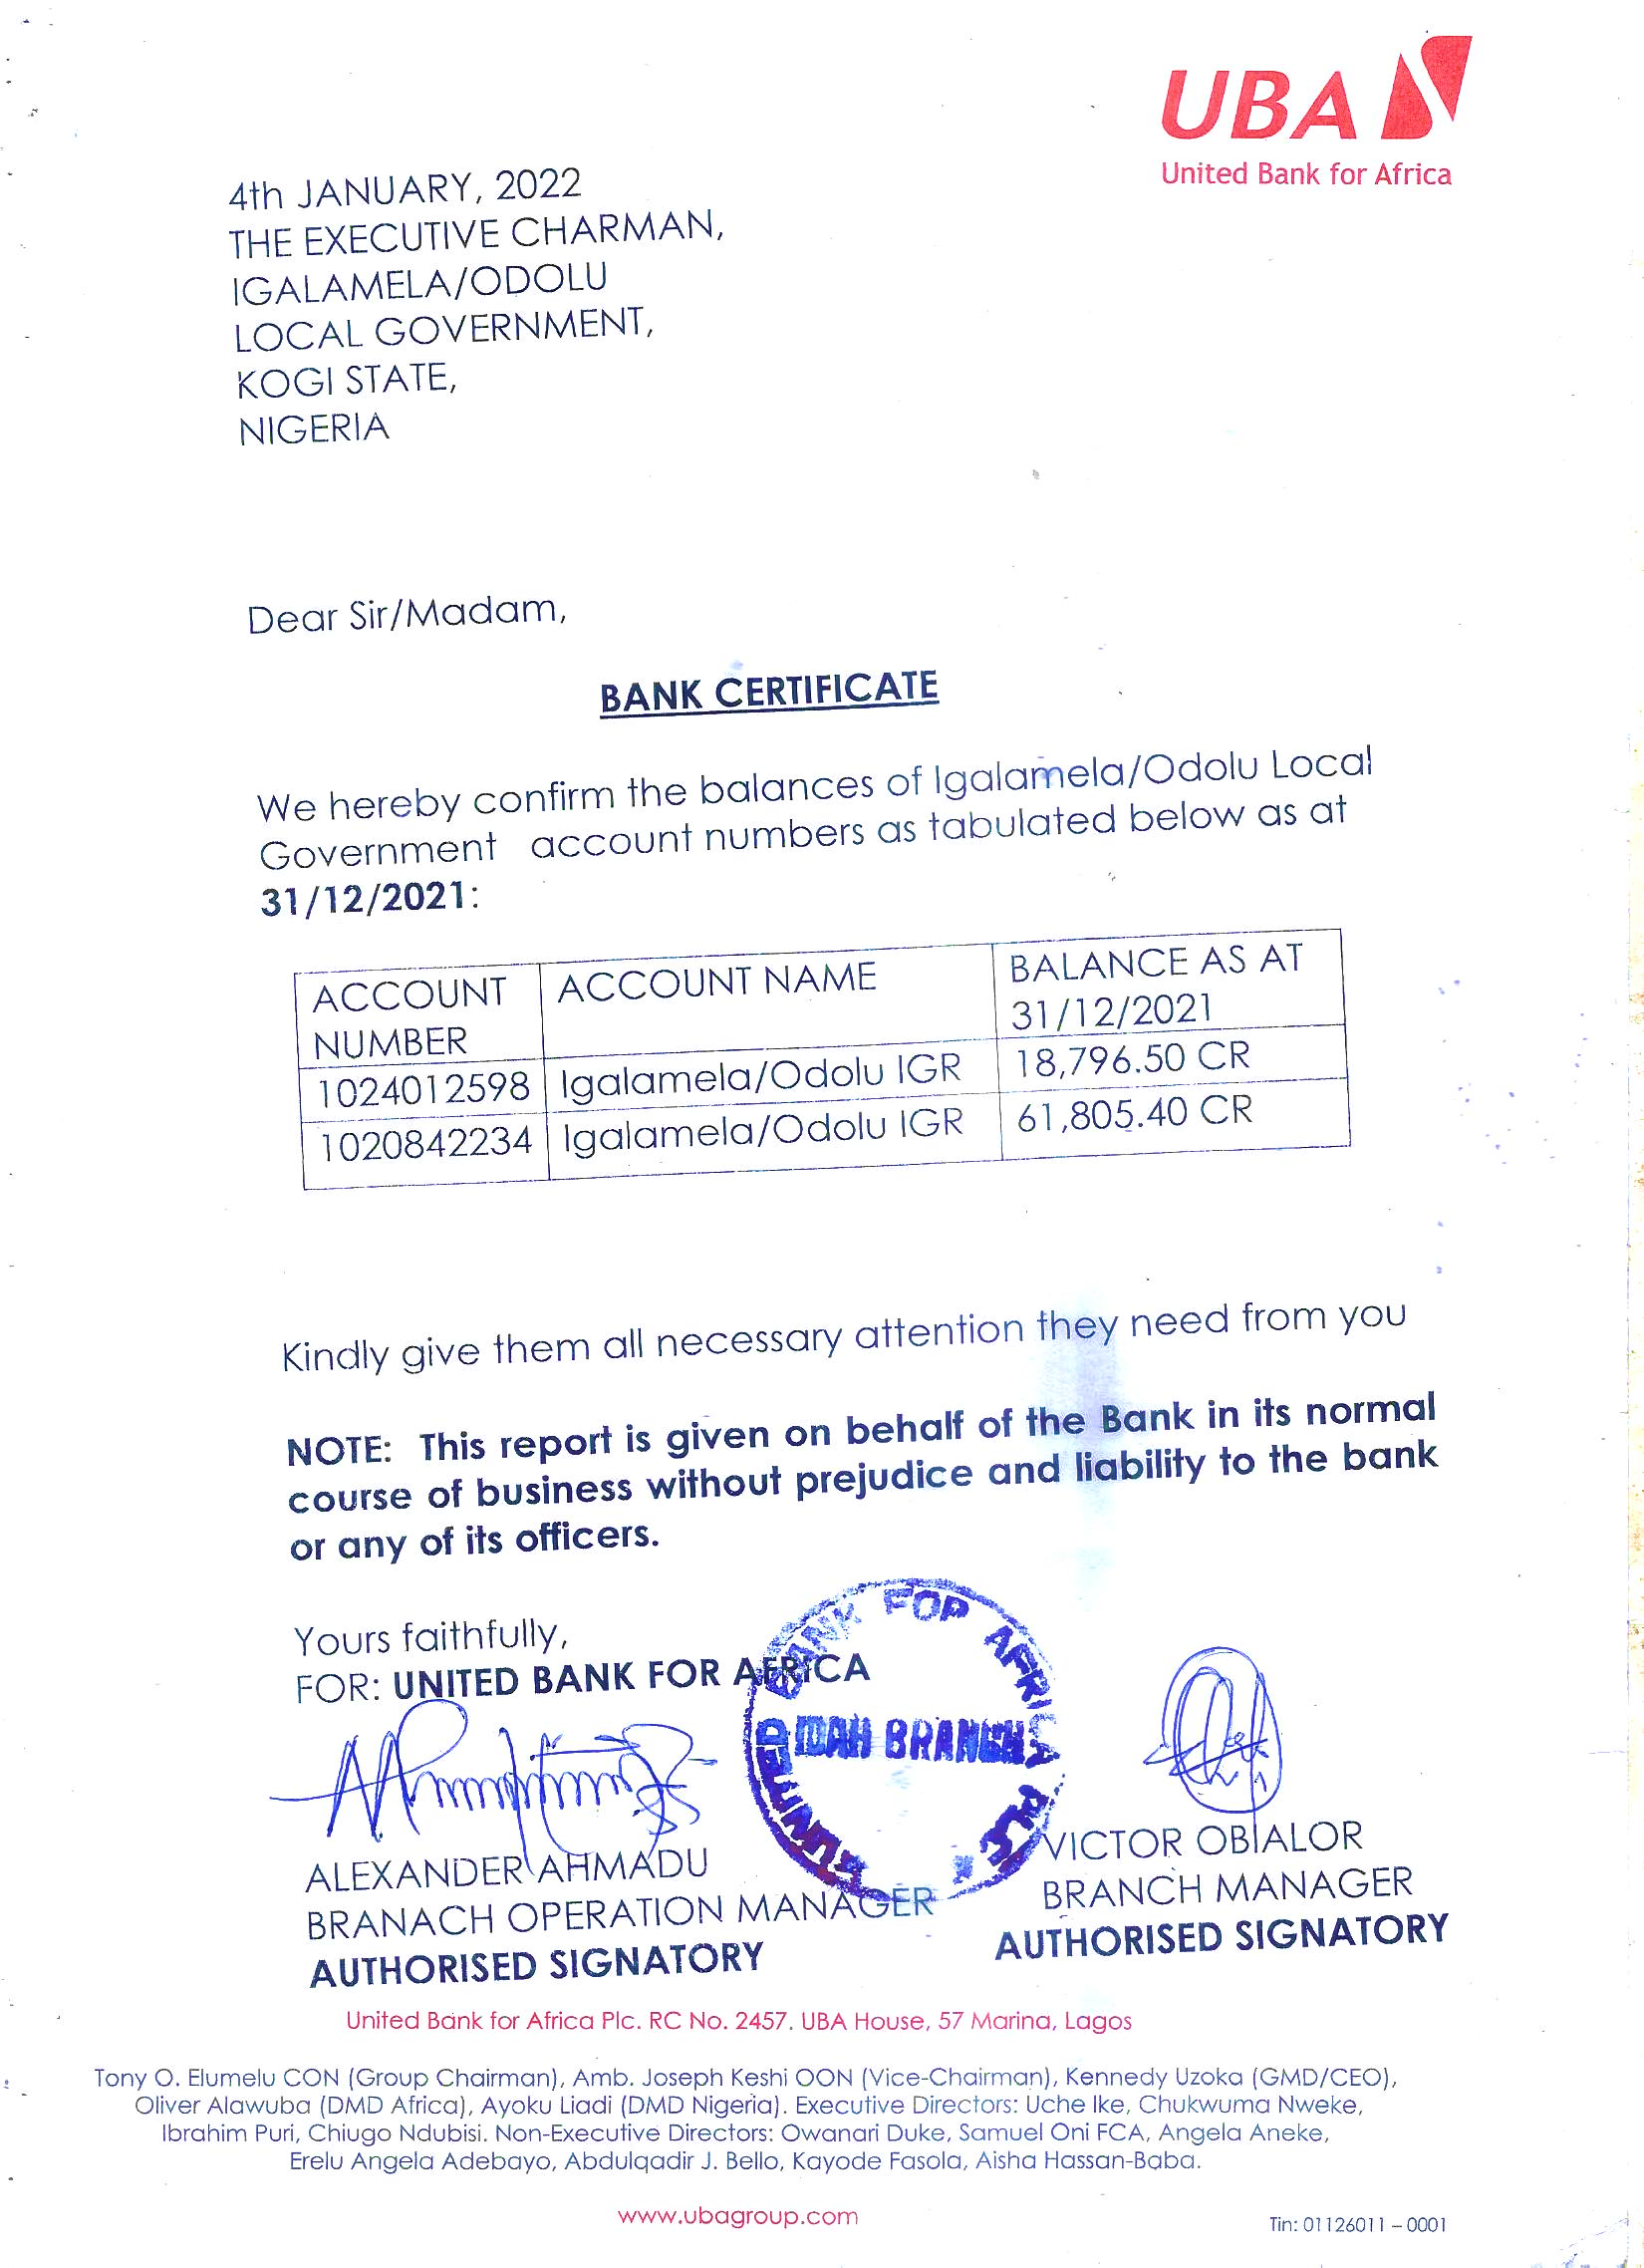 UBA
United Bank for Africa
4th JANUARY, 2022
THE EXECUTIVE CHARMAN,
IGALAMELA/ODOLU
LOCAL GOVERNMENT,
KOGI STATE,
NIGERIA
Dear Sir/Madam,
BANK CERTIFICATE
We hereby confirm the balances of Igalamela/Odolu Local
Government account numbers as tabulated below as at
31/12/2021:
ACCOUNT NUMBER ACCOUNT NAME BALANCE AS AT 31/12/2021
1024012598 Igalamela/Odolu IGR 18,796.50 CR
1020842234 Igalamela/Odolu IGR 61,805.40 CR
Kindly give them all necessary attention they need from you
NOTE: This report is given on behalf of the Bank in its normal
course of business without prejudice and liability to the bank
or any of its officers.
Yours faithfully,
FOR: UNITED BANK FOR AFRICA
UNITED BANK FOR AFRICA PLC
IDAH BRANCH
ALEXANDER AHMADU
BRANACH OPERATION MANAGER
AUTHORISED SIGNATORY
VICTOR OBIALOR
BRANCH MANAGER
AUTHORISED SIGNATORY
United Bank for Africa Plc. RC No. 2457. UBA House, 57 Marina, Lagos
Tony O. Elumelu CON (Group Chairman), Amb. Joseph Keshi OON (Vice-Chairman), Kennedy Uzoka (GMD/CEO),
Oliver Alawuba (DMD Africa), Ayoku Liadi (DMD Nigeria). Executive Directors: Uche Ike, Chukwuma Nweke,
Ibrahim Puri, Chiugo Ndubisi. Non-Executive Directors: Owanari Duke, Samuel Oni FCA, Angela Aneke,
Erelu Angela Adebayo, Abdulqadir J. Bello, Kayode Fasola, Aisha Hassan-Baba.
www.ubagroup.com
Tin: 01126011 – 0001